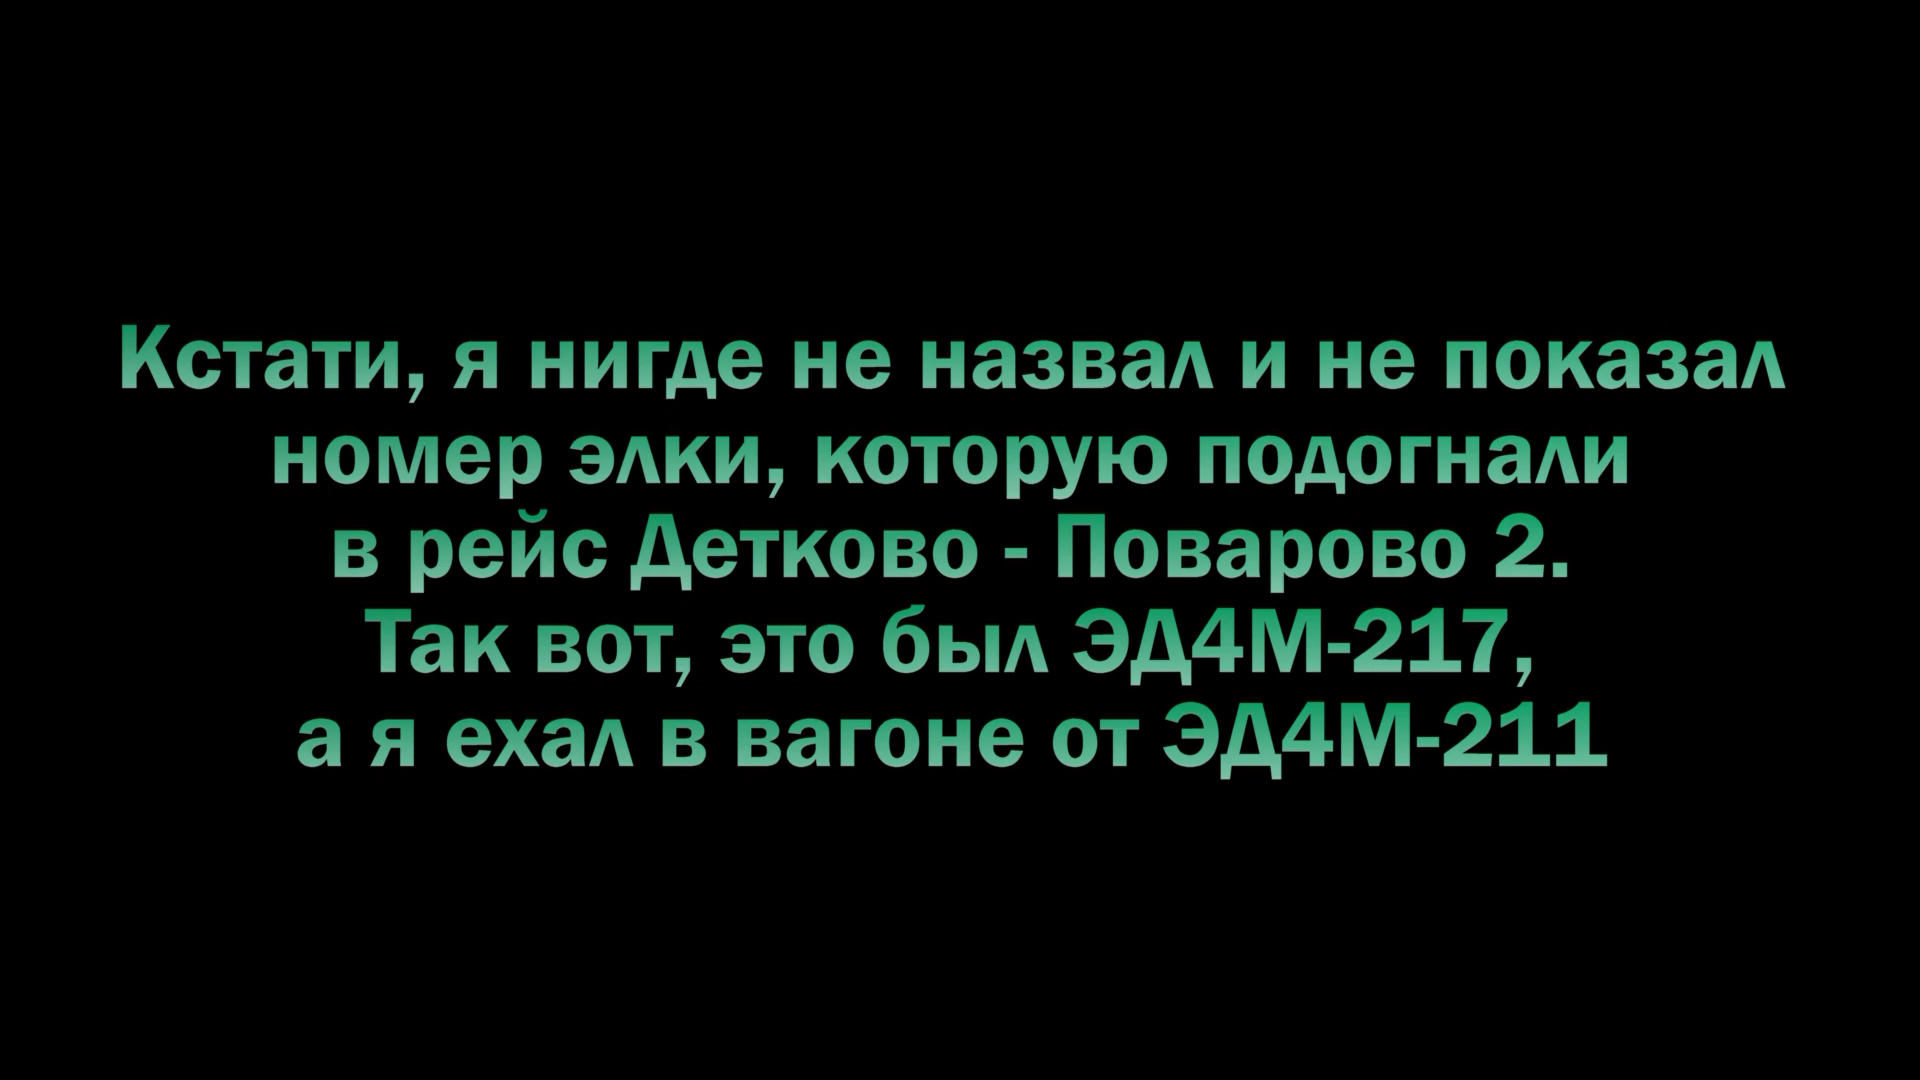 Кстати, я нигде не назвал и не показал
номер элки, которую подогнали
в рейс Детково - Поварово 2.
Так вот, это был ЭД4М-217,
а я ехал в вагоне от ЭД4М-211